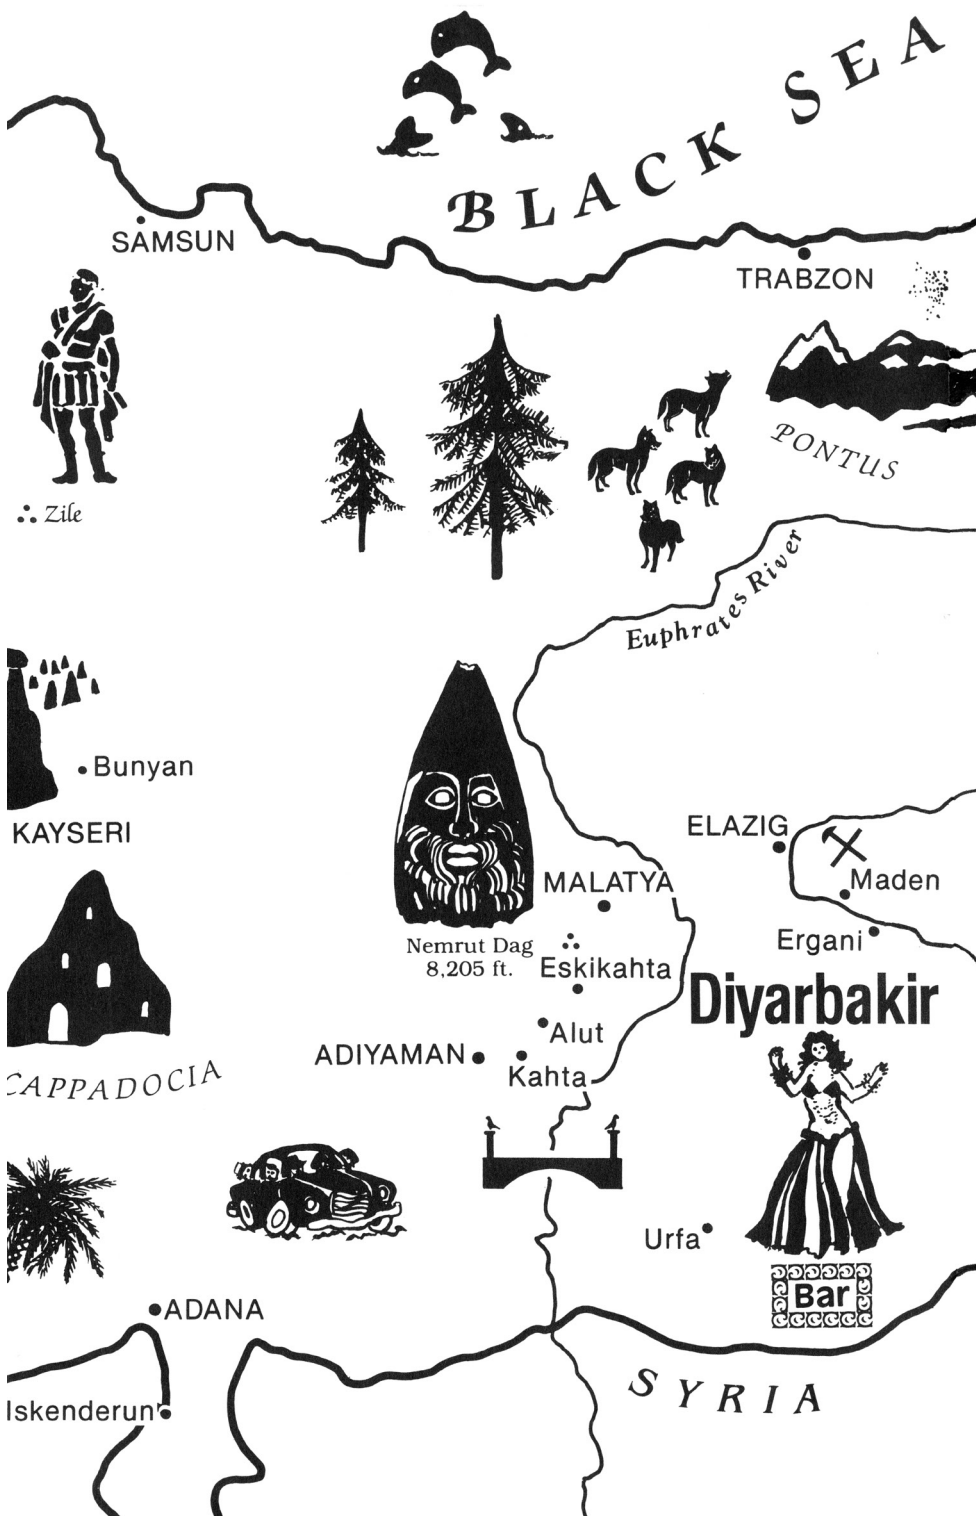 BLACK SEA
SAMSUN
TRABZON
PONTUS
Zile
Euphrates River
Bunyan
KAYSERI
ELAZIG
Maden
MALATYA
Ergani
Nemrut Dag
8,205 ft.
Eskikahta
Diyarbakir
Alut
ADIYAMAN
Kahta
CAPPADOCIA
Urfa
Bar
ADANA
SYRIA
Iskenderun